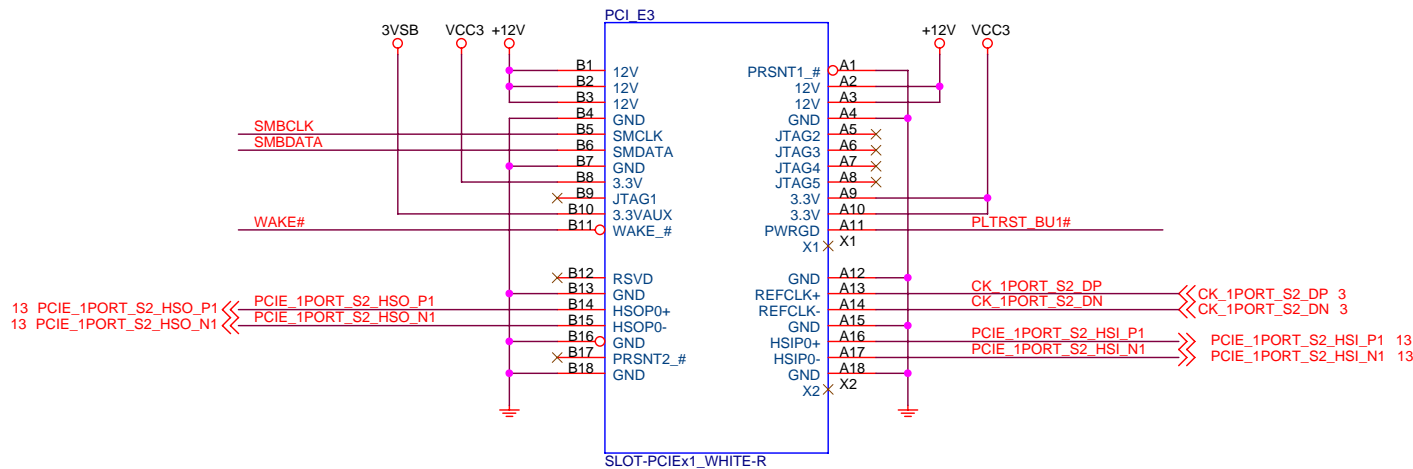 PCI_E3
3VSB VCC3 +12V +12V VCC3
B1 12V PRSNT1_# A1
B2 12V 12V A2
B3 12V 12V A3
B4 GND GND A4
SMBCLK B5 SMCLK JTAG2 A5
SMBDATA B6 SMDATA JTAG3 A6
B7 GND JTAG4 A7
B8 3.3V JTAG5 A8
B9 JTAG1 3.3V A9
B10 3.3VAUX 3.3V A10
WAKE# B11 WAKE_# PWRGD A11 PLTRST_BU1#
X1 X1
B12 RSVD GND A12
B13 GND REFCLK+ A13 CK_1PORT_S2_DP CK_1PORT_S2_DP 3
13 PCIE_1PORT_S2_HSO_P1 PCIE_1PORT_S2_HSO_P1 B14 HSOP0+ REFCLK- A14 CK_1PORT_S2_DN CK_1PORT_S2_DN 3
13 PCIE_1PORT_S2_HSO_N1 PCIE_1PORT_S2_HSO_N1 B15 HSOP0- GND A15
B16 GND HSIP0+ A16 PCIE_1PORT_S2_HSI_P1 PCIE_1PORT_S2_HSI_P1 13
B17 PRSNT2_# HSIP0- A17 PCIE_1PORT_S2_HSI_N1 PCIE_1PORT_S2_HSI_N1 13
B18 GND GND A18
X2 X2
SLOT-PCIEx1_WHITE-R